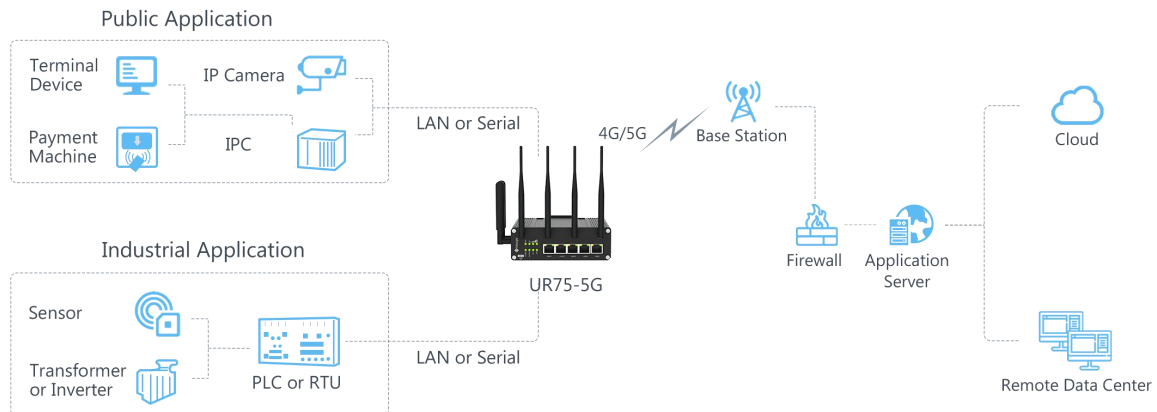 Public Application
Terminal
Device
IP Camera
Payment
Machine
IPC
LAN or Serial
4G/5G
Base Station
Cloud
Firewall
Application
Server
UR75-5G
Industrial Application
Sensor
Transformer
or Inverter
PLC or RTU
LAN or Serial
Remote Data Center